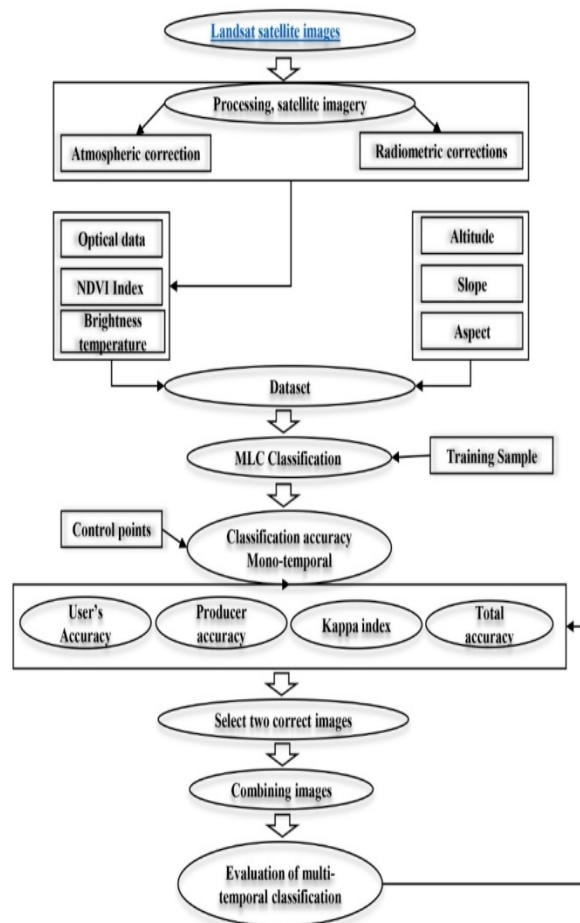 Landsat satellite images
Processing, satellite imagery
Atmospheric correction
Radiometric corrections
Optical data
NDVI Index
Brightness
temperature
Altitude
Slope
Aspect
Dataset
MLC Classification
Training Sample
Control points
Classification accuracy
Mono-temporal
User's
Accuracy
Producer
accuracy
Kappa index
Total
accuracy
Select two correct images
Combining images
Evaluation of multi-
temporal classification